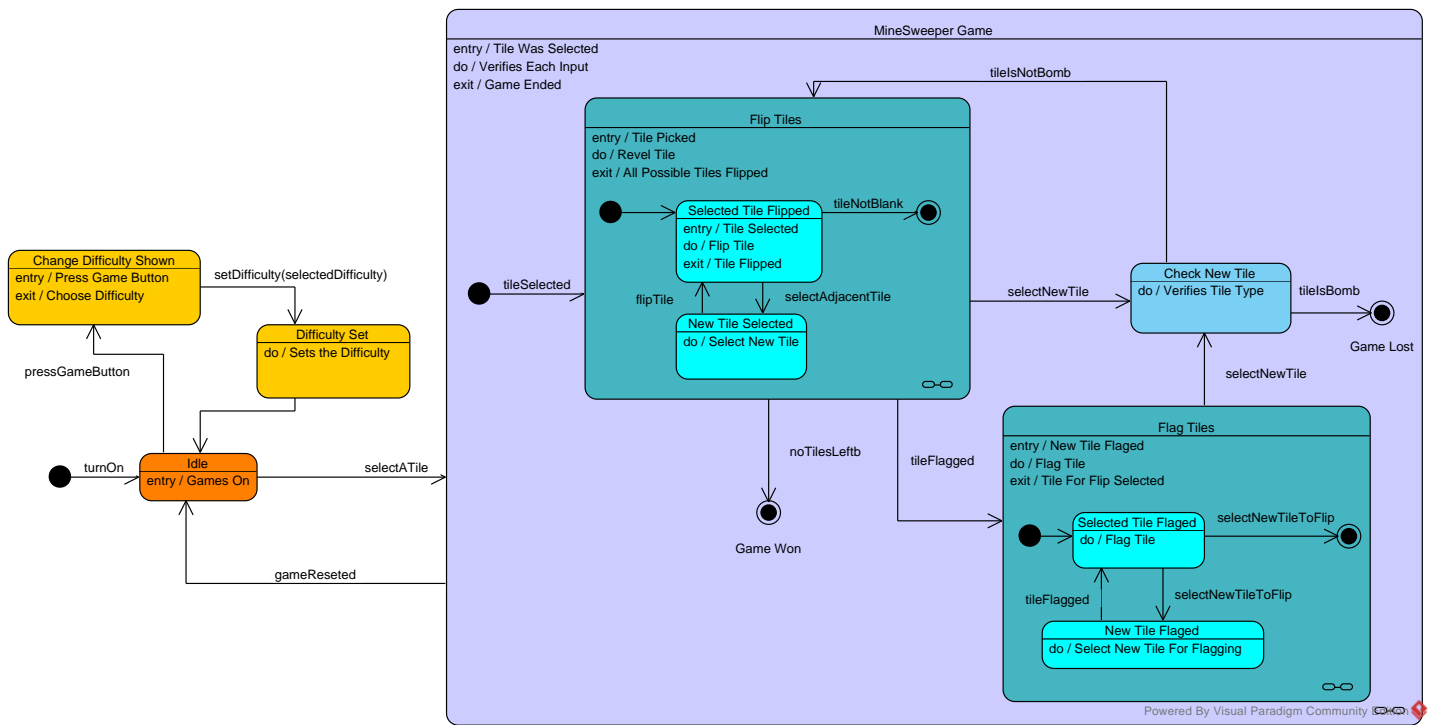 MineSweeper Game
entry / Tile Was Selected
do / Verifies Each Input
exit / Game Ended
tileIsNotBomb
Flip Tiles
entry / Tile Picked
do / Revel Tile
exit / All Possible Tiles Flipped
Selected Tile Flipped
entry / Tile Selected
do / Flip Tile
exit / Tile Flipped
tileNotBlank
flipTile
selectAdjacentTile
New Tile Selected
do / Select New Tile
tileSelected
selectNewTile
Check New Tile
do / Verifies Tile Type
tileIsBomb
Game Lost
selectNewTile
Change Difficulty Shown
entry / Press Game Button
exit / Choose Difficulty
setDifficulty(selectedDifficulty)
Difficulty Set
do / Sets the Difficulty
pressGameButton
turnOn
Idle
entry / Games On
selectATile
gameReseted
noTilesLeftb
Game Won
tileFlagged
Flag Tiles
entry / New Tile Flaged
do / Flag Tile
exit / Tile For Flip Selected
Selected Tile Flaged
do / Flag Tile
selectNewTileToFlip
tileFlagged
selectNewTileToFlip
New Tile Flaged
do / Select New Tile For Flagging
Powered By Visual Paradigm Community Edition